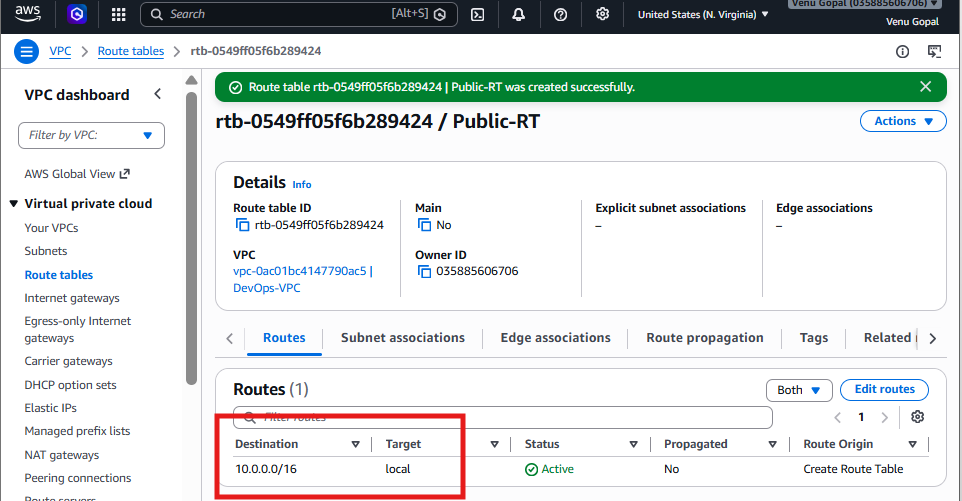 aws
Search [Alt+S]
United States (N. Virginia)
Venu Gopal (035885606706)
Venu Gopal
VPC > Route tables > rtb-0549ff05f6b289424
VPC dashboard
Filter by VPC:
AWS Global View
Virtual private cloud
Your VPCs
Subnets
Route tables
Internet gateways
Egress-only Internet
gateways
Carrier gateways
DHCP option sets
Elastic IPs
Managed prefix lists
NAT gateways
Peering connections
Route servers
Route table rtb-0549ff05f6b289424 | Public-RT was created successfully.
rtb-0549ff05f6b289424 / Public-RT
Actions
Details Info
Route table ID
rtb-0549ff05f6b289424
Main
No
Explicit subnet associations
–
Edge associations
–
VPC
vpc-0ac01bc4147790ac5 |
DevOps-VPC
Owner ID
035885606706
Routes Subnet associations Edge associations Route propagation Tags Related
Routes (1)
Both
Edit routes
Filter routes
1
Destination Target Status Propagated Route Origin
10.0.0.0/16 local Active No Create Route Table